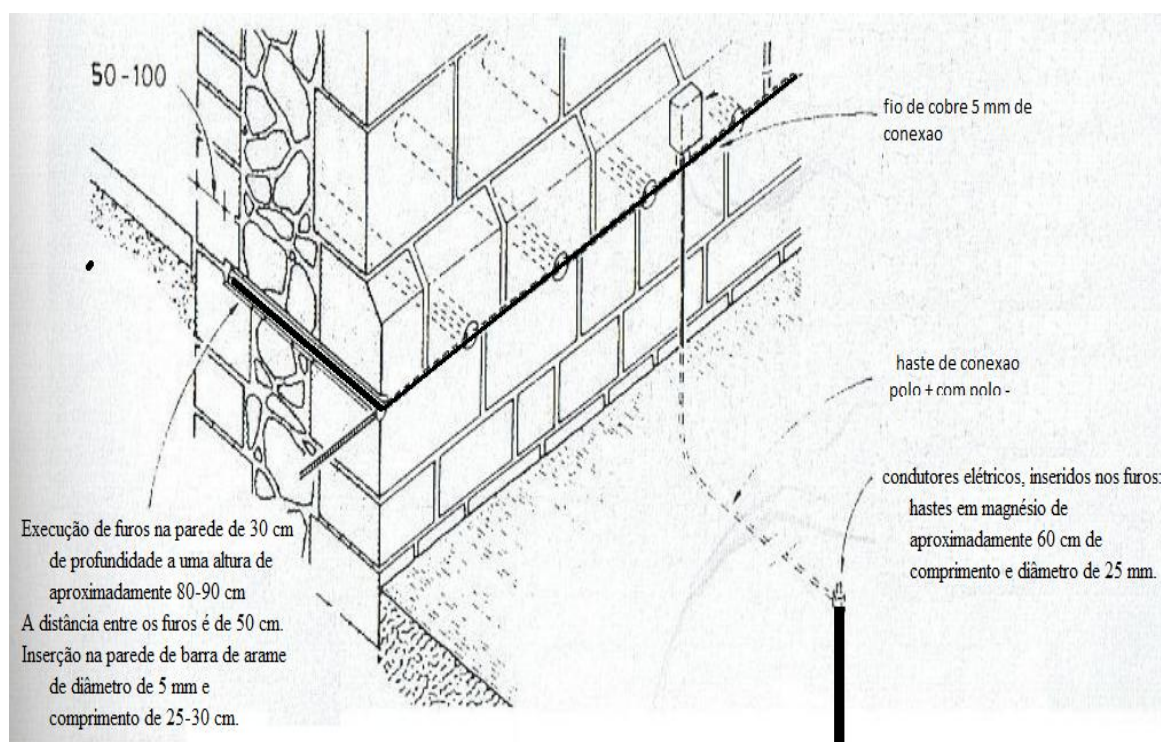 50-100
fio de cobre 5 mm de
conexao
haste de conexao
polo + com polo -
condutores elétricos, inseridos nos furos:
hastes em magnésio de
aproximadamente 60 cm de
comprimento e diâmetro de 25 mm.
Execução de furos na parede de 30 cm
de profundidade a uma altura de
aproximadamente 80-90 cm
A distância entre os furos é de 50 cm.
Inserção na parede de barra de arame
de diâmetro de 5 mm e
comprimento de 25-30 cm.